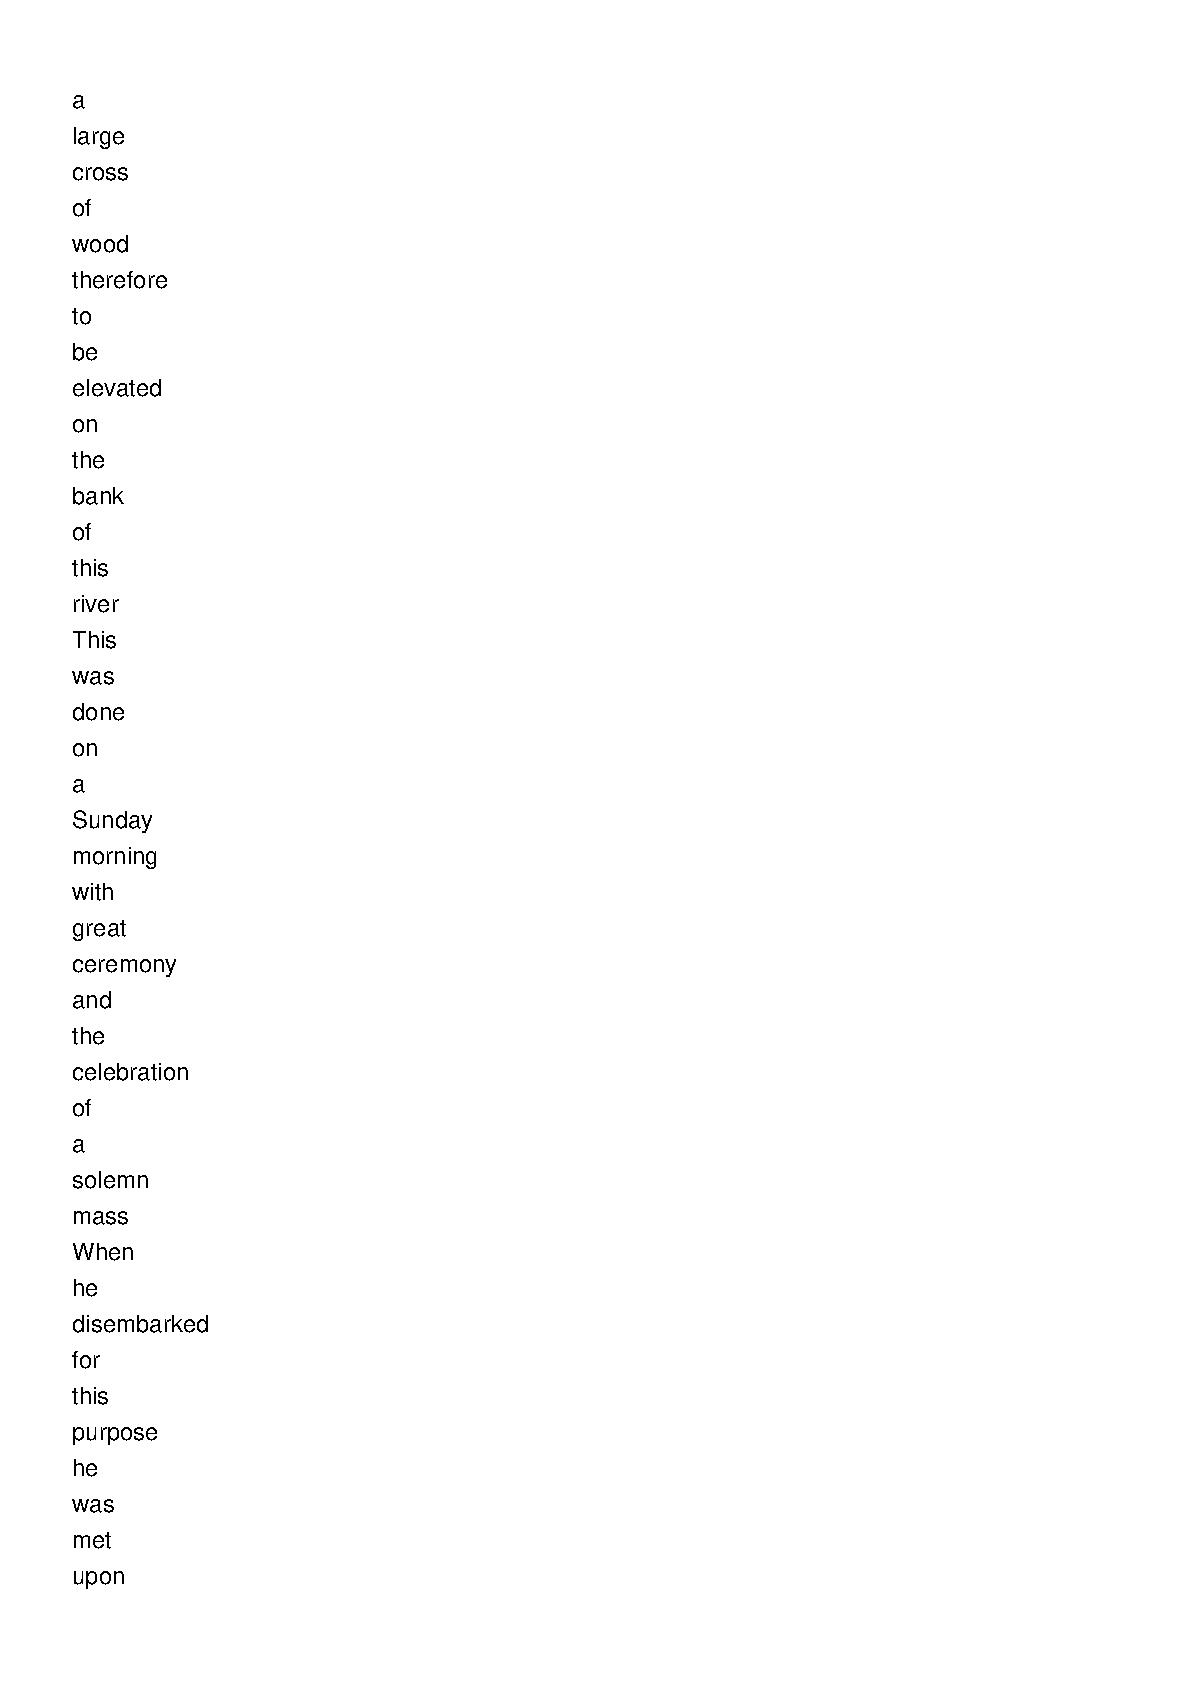 a
large
cross
of
wood
therefore
to
be
elevated
on
the
bank
of
this
river
This
was
done
on
a
Sunday
morning
with
great
ceremony
and
the
celebration
of
a
solemn
mass
When
he
disembarked
for
this
purpose
he
was
met
upon